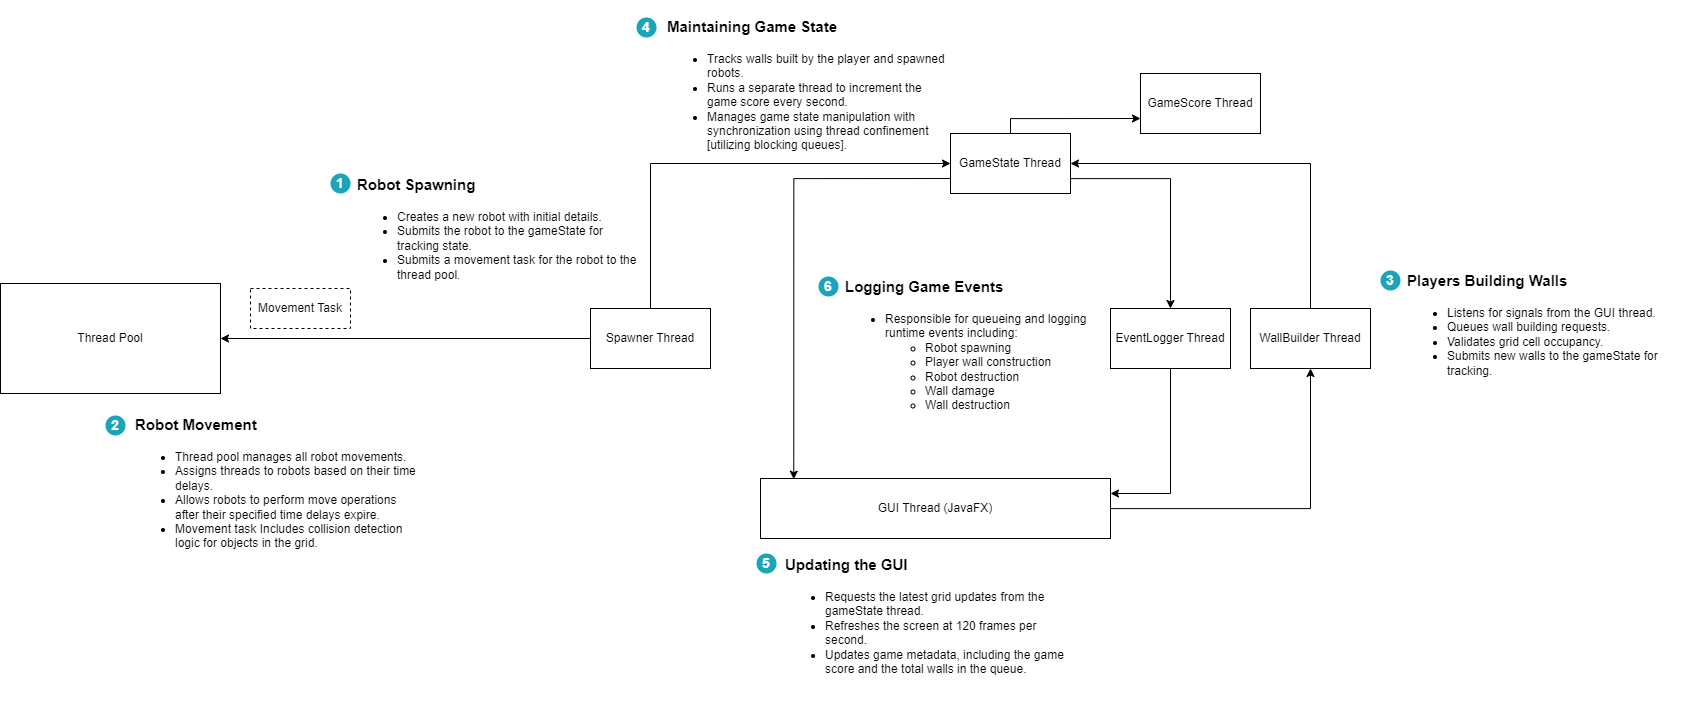 4 Maintaining Game State
Tracks walls built by the player and spawned
robots.
Runs a separate thread to increment the
game score every second.
Manages game state manipulation with
synchronization using thread confinement
[utilizing blocking queues].
GameScore Thread
GameState Thread
1 Robot Spawning
Creates a new robot with initial details.
Submits the robot to the gameState for
tracking state.
Submits a movement task for the robot to the
thread pool.
Movement Task
Thread Pool
Spawner Thread
6 Logging Game Events
Responsible for queueing and logging
runtime events including:
Robot spawning
Player wall construction
Robot destruction
Wall damage
Wall destruction
EventLogger Thread
WallBuilder Thread
3 Players Building Walls
Listens for signals from the GUI thread.
Queues wall building requests.
Validates grid cell occupancy.
Submits new walls to the gameState for
tracking.
2 Robot Movement
Thread pool manages all robot movements.
Assigns threads to robots based on their time
delays.
Allows robots to perform move operations
after their specified time delays expire.
Movement task Includes collision detection
logic for objects in the grid.
GUI Thread (JavaFX)
5 Updating the GUI
Requests the latest grid updates from the
gameState thread.
Refreshes the screen at 120 frames per
second.
Updates game metadata, including the game
score and the total walls in the queue.